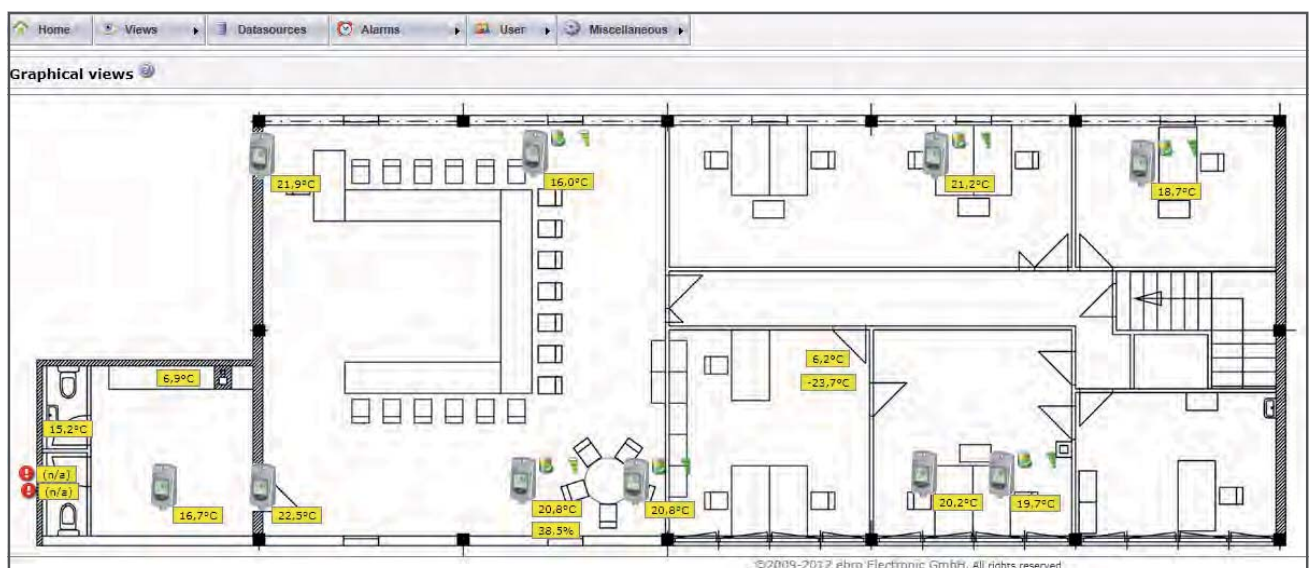 Home Views Datasources Alarms User Miscellaneous
Graphical views
21,9°C
16,0°C
21,2°C
18,7°C
6,9°C
6,2°C
-23,7°C
15,2°C
(n/a)
(n/a)
16,7°C
22,5°C
20,8°C
38,5%
20,8°C
20,2°C
19,7°C
©2009-2012 ebro Electronic GmbH. All rights reserved